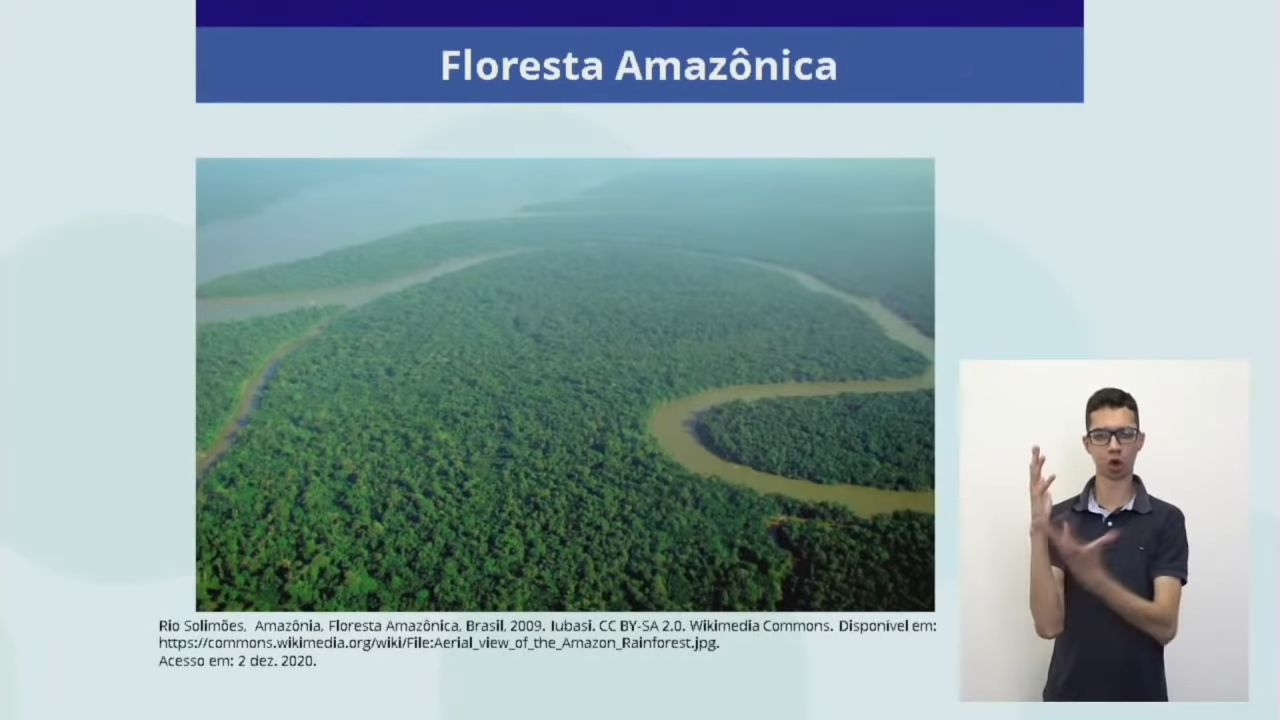 Floresta Amazônica
Rio Solimões, Amazônia, Floresta Amazônica, Brasil, 2009. Iubasi. CC BY-SA 2.0. Wikimedia Commons. Disponível em:
https://commons.wikimedia.org/wiki/File:Aerial_view_of_the_Amazon_Rainforest.jpg.
Acesso em: 2 dez. 2020.